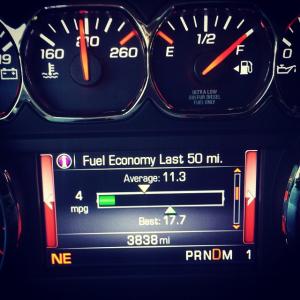 19 160 210 260 E 1/2 F
ULTRA LOW
SULFUR DIESEL
FUEL ONLY
i Fuel Economy Last 50 mi.
Average: 11.3
4
mpg
Best: 17.7
3838 mi
NE PRNDM 1